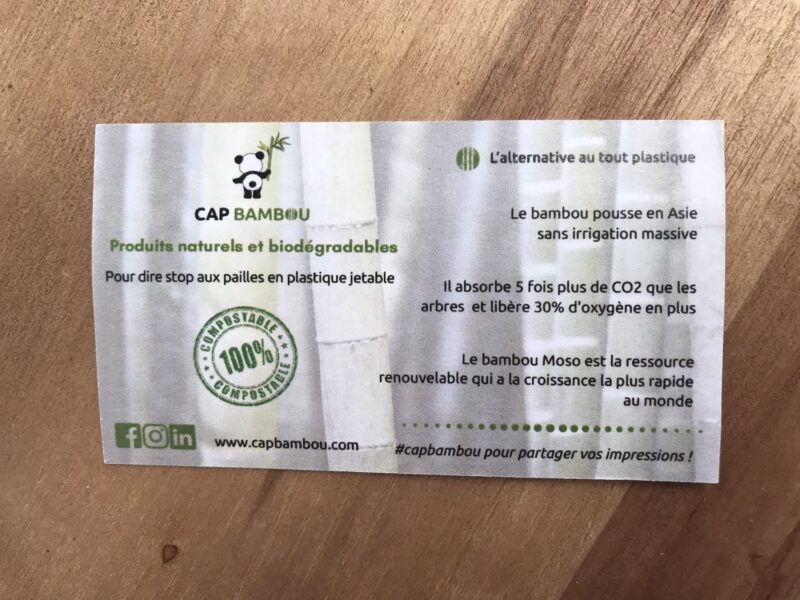 CAP BAMBOU
Produits naturels et biodégradables
Pour dire stop aux pailles en plastique jetable
COMPOSTABLE
100%
COMPOSTABLE
f in
www.capbambou.com
L'alternative au tout plastique
Le bambou pousse en Asie
sans irrigation massive
Il absorbe 5 fois plus de CO2 que les
arbres et libère 30% d'oxygène en plus
Le bambou Moso est la ressource
renouvelable qui a la croissance la plus rapide
au monde
#capbambou pour partager vos impressions !